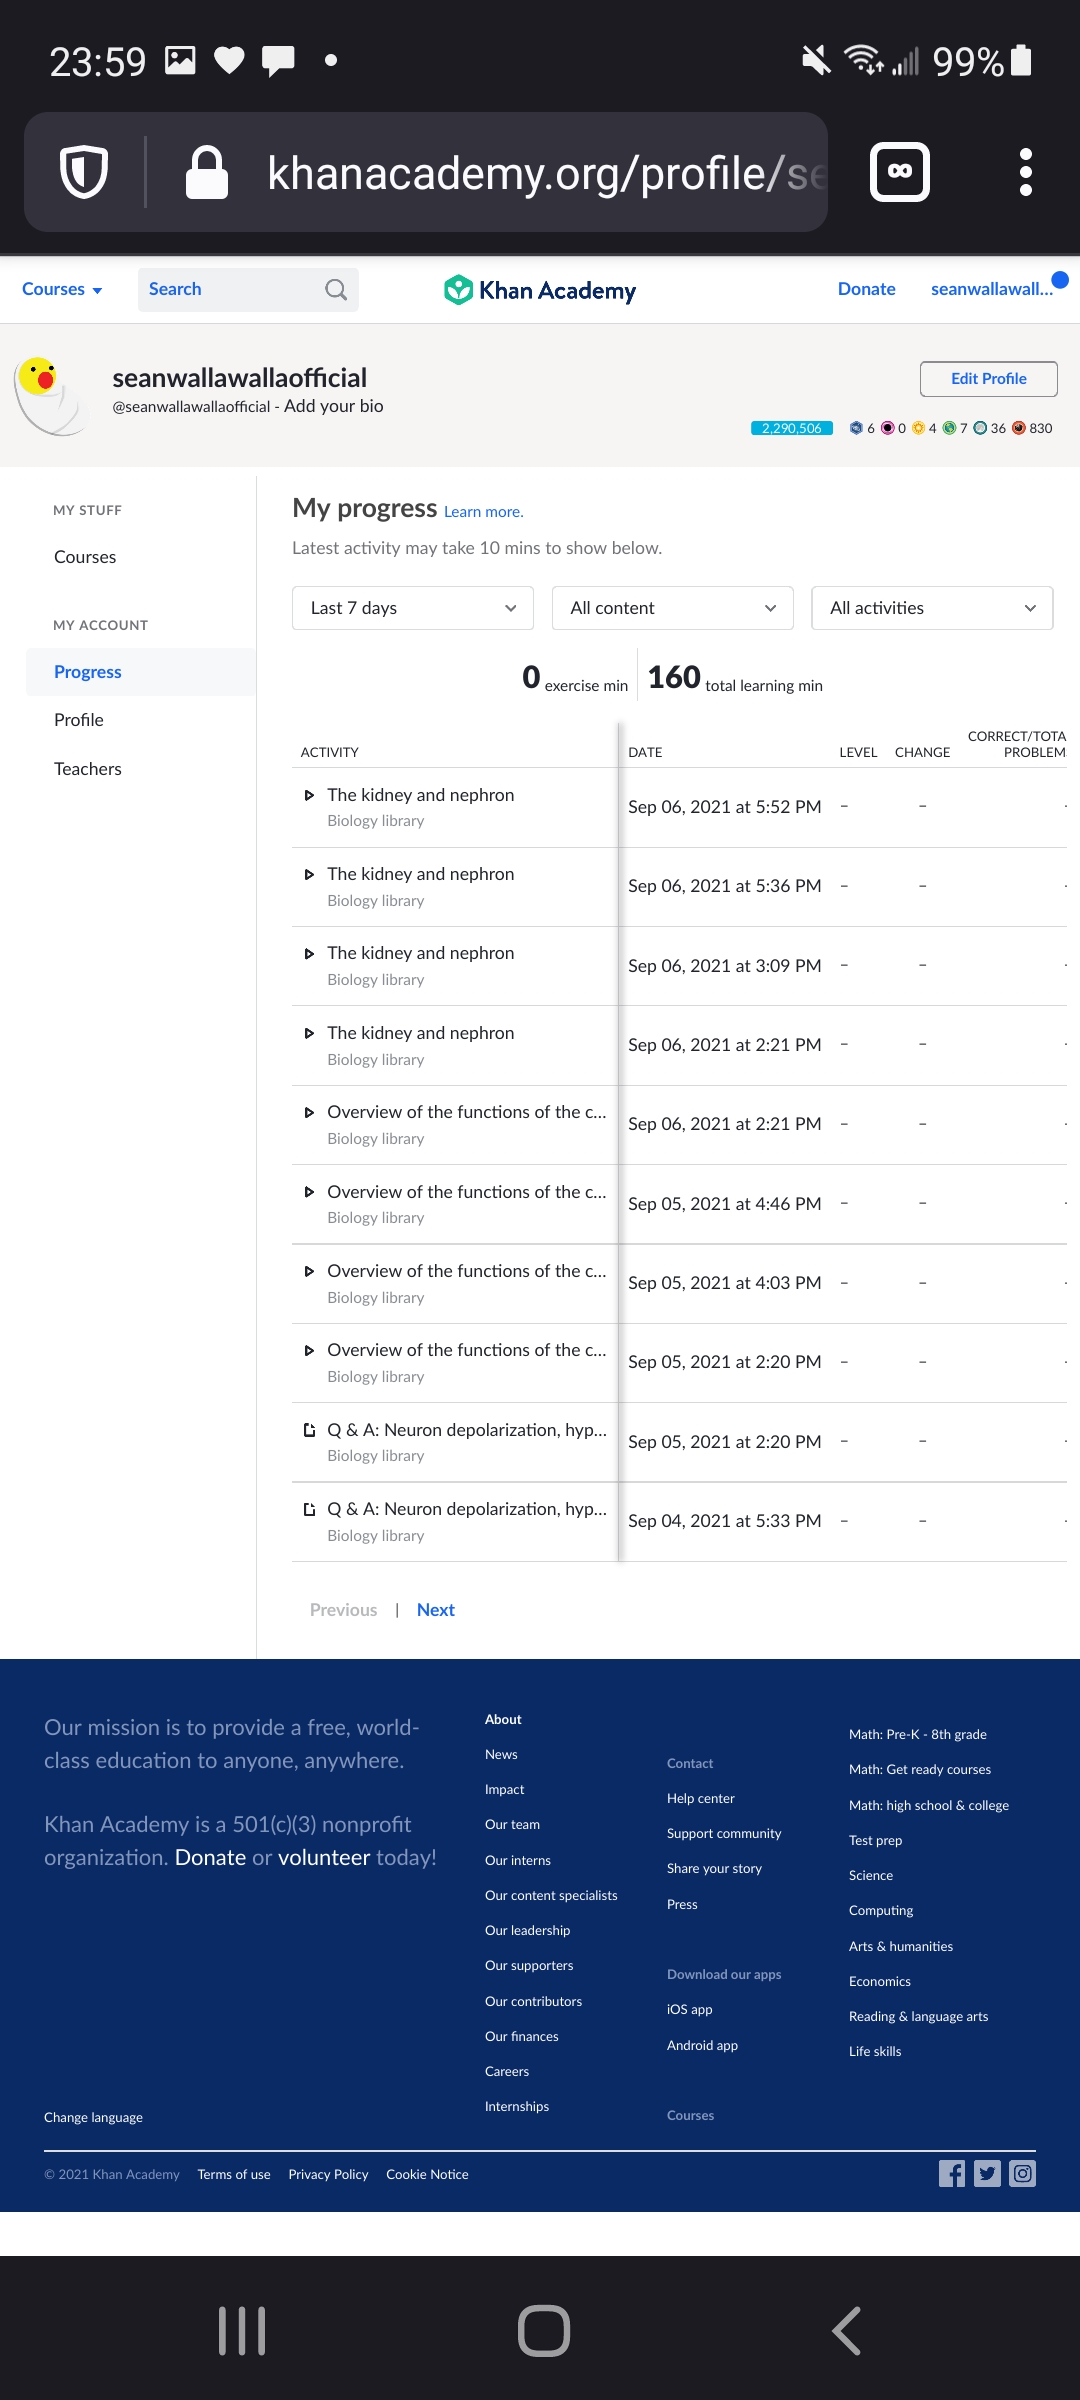 23:59
99%
khanacademy.org/profile/se
Courses
Search
Khan Academy
Donate
seanwallawall...
seanwallawallaofficial
@seanwallawallaofficial - Add your bio
Edit Profile
2,290,506 6 0 4 7 36 830
MY STUFF
Courses
MY ACCOUNT
Progress
Profile
Teachers
My progress Learn more.
Latest activity may take 10 mins to show below.
Last 7 days
All content
All activities
0 exercise min
160 total learning min
ACTIVITY DATE LEVEL CHANGE CORRECT/TOTA
PROBLEM
The kidney and nephron
Biology library
Sep 06, 2021 at 5:52 PM – –
The kidney and nephron
Biology library
Sep 06, 2021 at 5:36 PM – –
The kidney and nephron
Biology library
Sep 06, 2021 at 3:09 PM – –
The kidney and nephron
Biology library
Sep 06, 2021 at 2:21 PM – –
Overview of the functions of the c...
Biology library
Sep 06, 2021 at 2:21 PM – –
Overview of the functions of the c...
Biology library
Sep 05, 2021 at 4:46 PM – –
Overview of the functions of the c...
Biology library
Sep 05, 2021 at 4:03 PM – –
Overview of the functions of the c...
Biology library
Sep 05, 2021 at 2:20 PM – –
Q & A: Neuron depolarization, hyp...
Biology library
Sep 05, 2021 at 2:20 PM – –
Q & A: Neuron depolarization, hyp...
Biology library
Sep 04, 2021 at 5:33 PM – –
Previous | Next
Our mission is to provide a free, world-
class education to anyone, anywhere.
Khan Academy is a 501(c)(3) nonprofit
organization. Donate or volunteer today!
Change language
About
News
Impact
Our team
Our interns
Our content specialists
Our leadership
Our supporters
Our contributors
Our finances
Careers
Internships
Contact
Help center
Support community
Share your story
Press
Download our apps
iOS app
Android app
Courses
Math: Pre-K - 8th grade
Math: Get ready courses
Math: high school & college
Test prep
Science
Computing
Arts & humanities
Economics
Reading & language arts
Life skills
© 2021 Khan Academy Terms of use Privacy Policy Cookie Notice